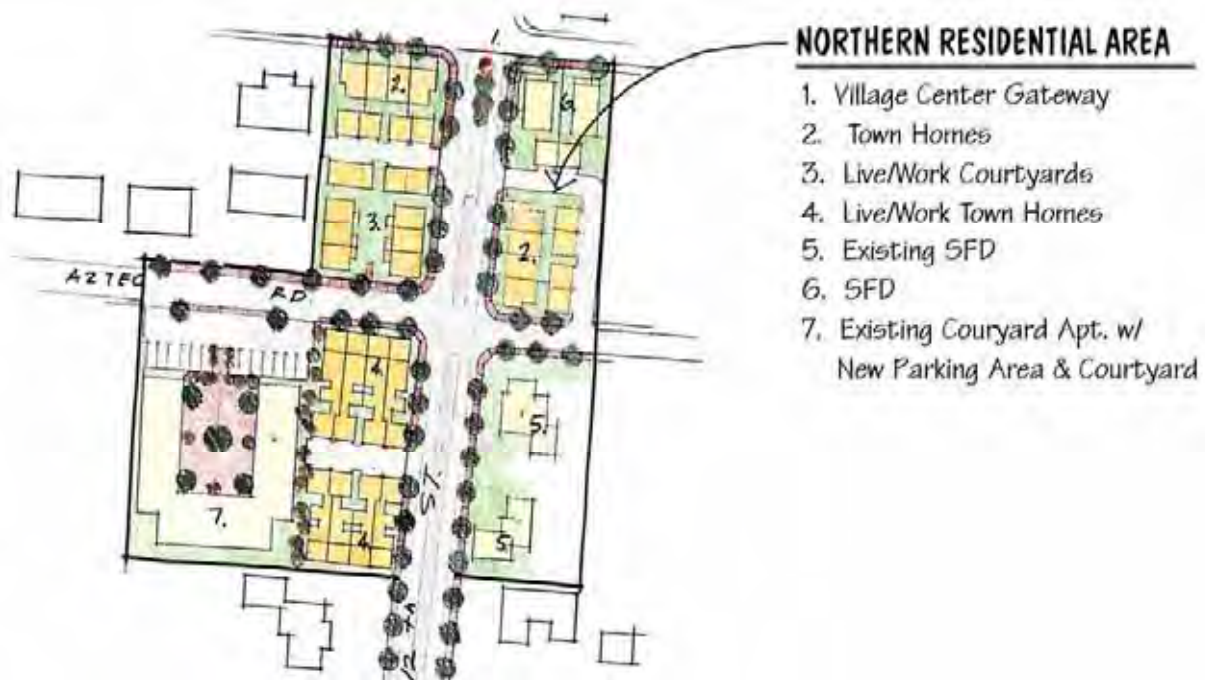 NORTHERN RESIDENTIAL AREA
1. Village Center Gateway
2. Town Homes
3. Live/Work Courtyards
4. Live/Work Town Homes
5. Existing SFD
6. SFD
7. Existing Couryard Apt. w/
New Parking Area & Courtyard
1.
2.
6.
3.
2.
AZTEC RD
4.
5.
7.
4.
5.
ST.